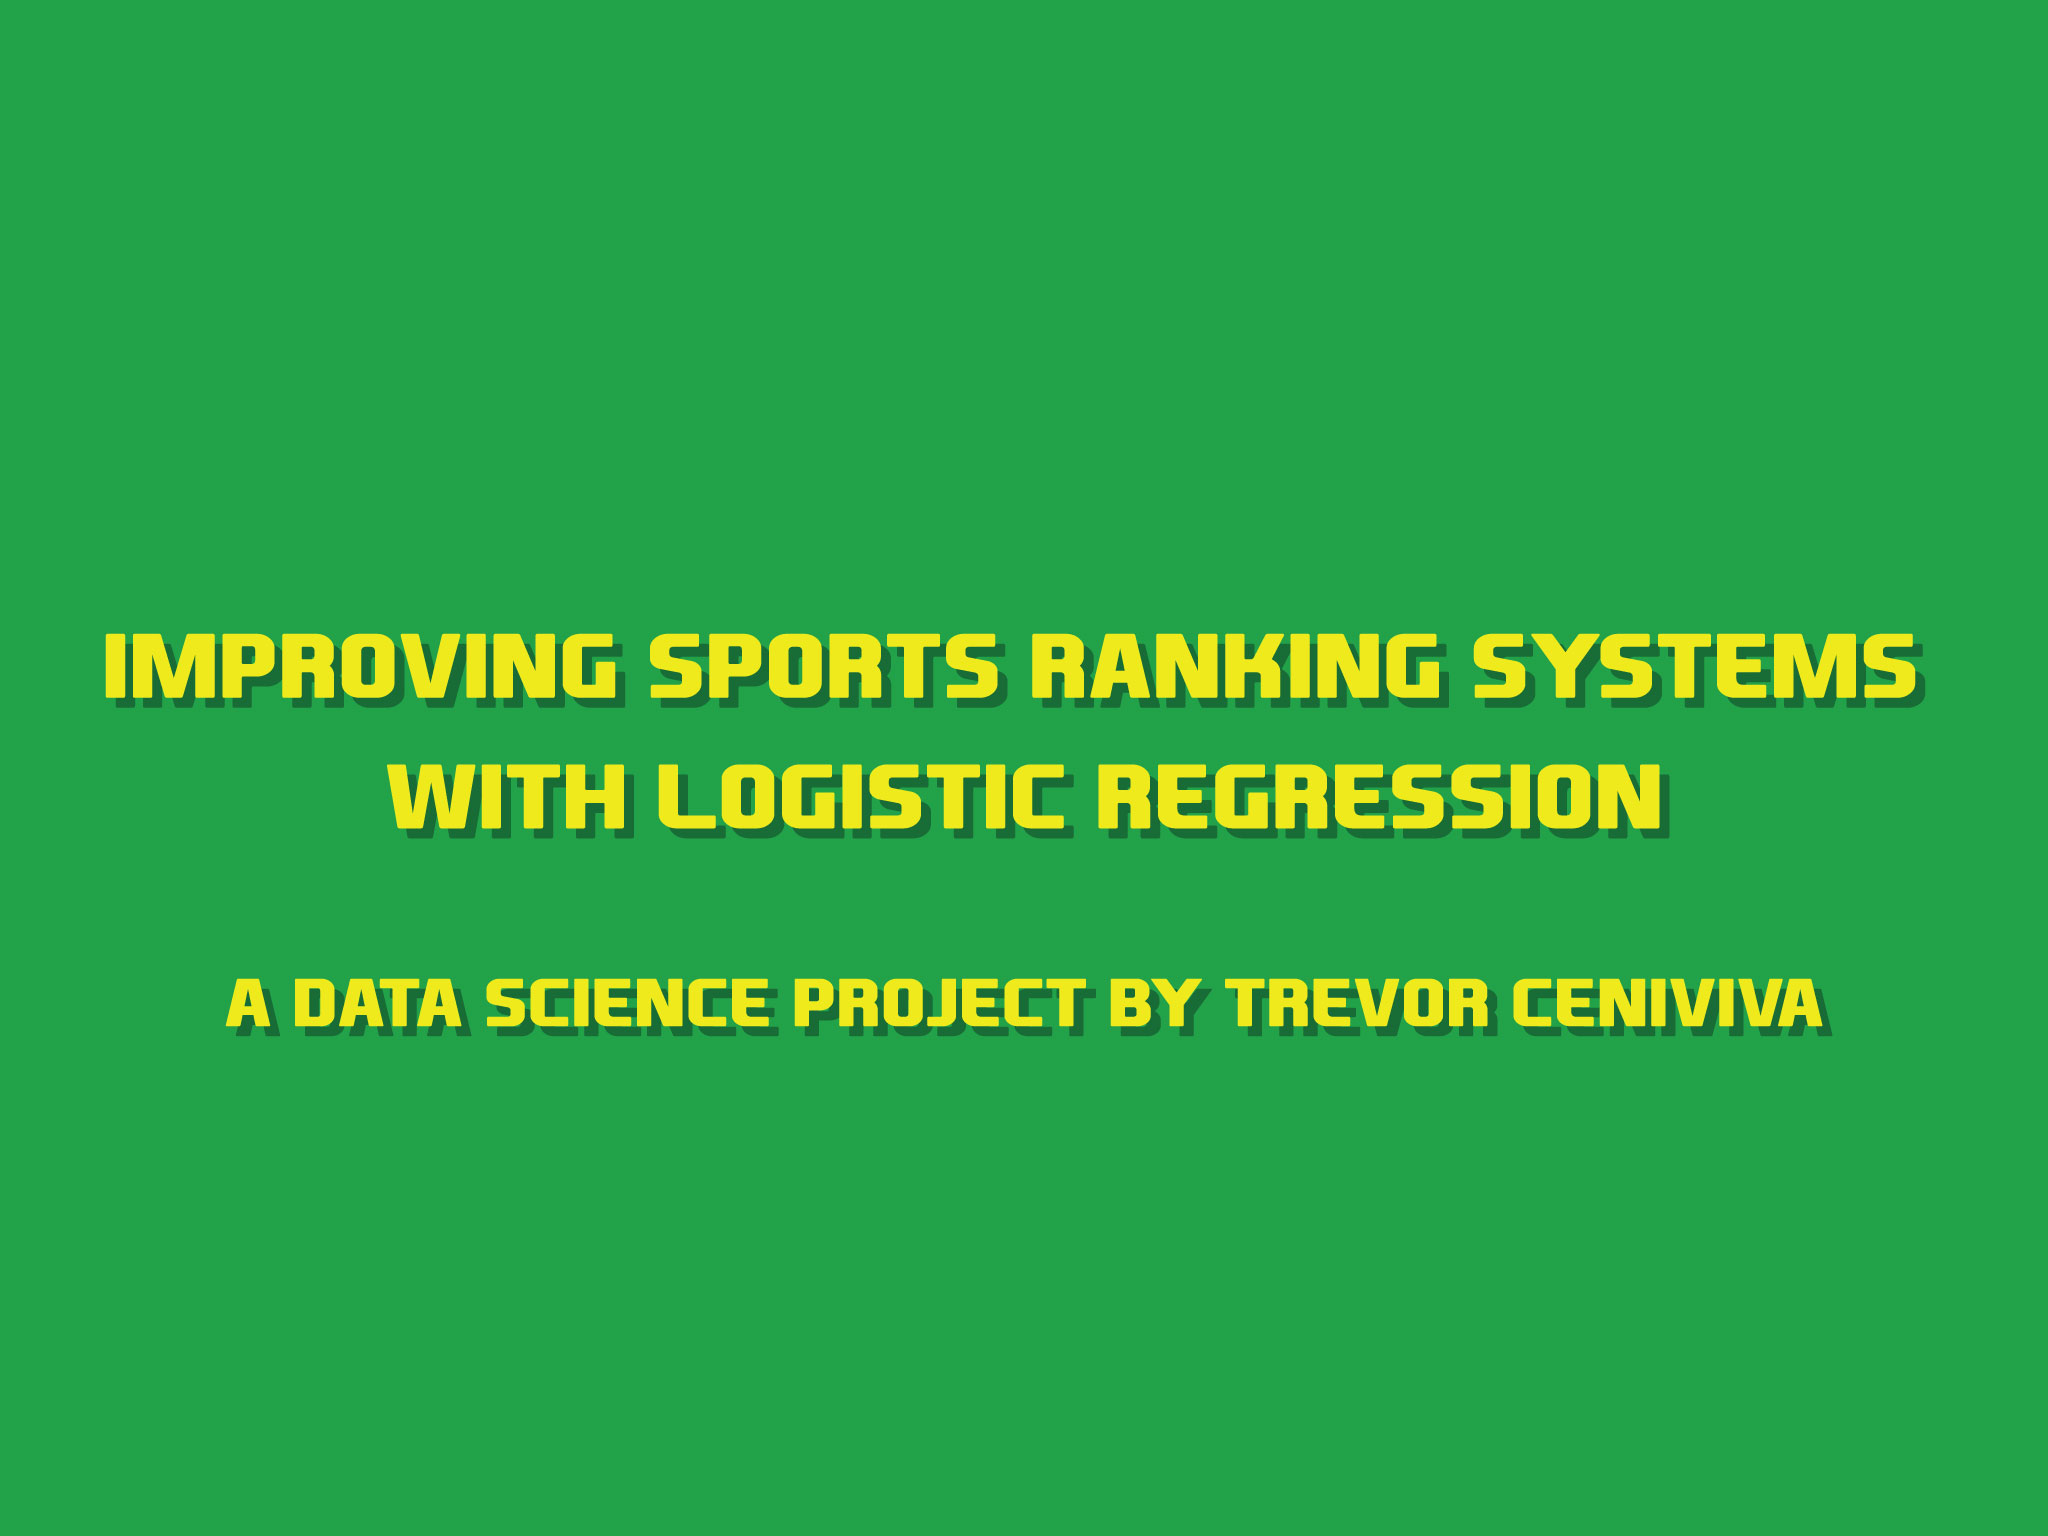 IMPROVING SPORTS RANKING SYSTEMS
WITH LOGISTIC REGRESSION
A DATA SCIENCE PROJECT BY TREVOR CENIVIVA